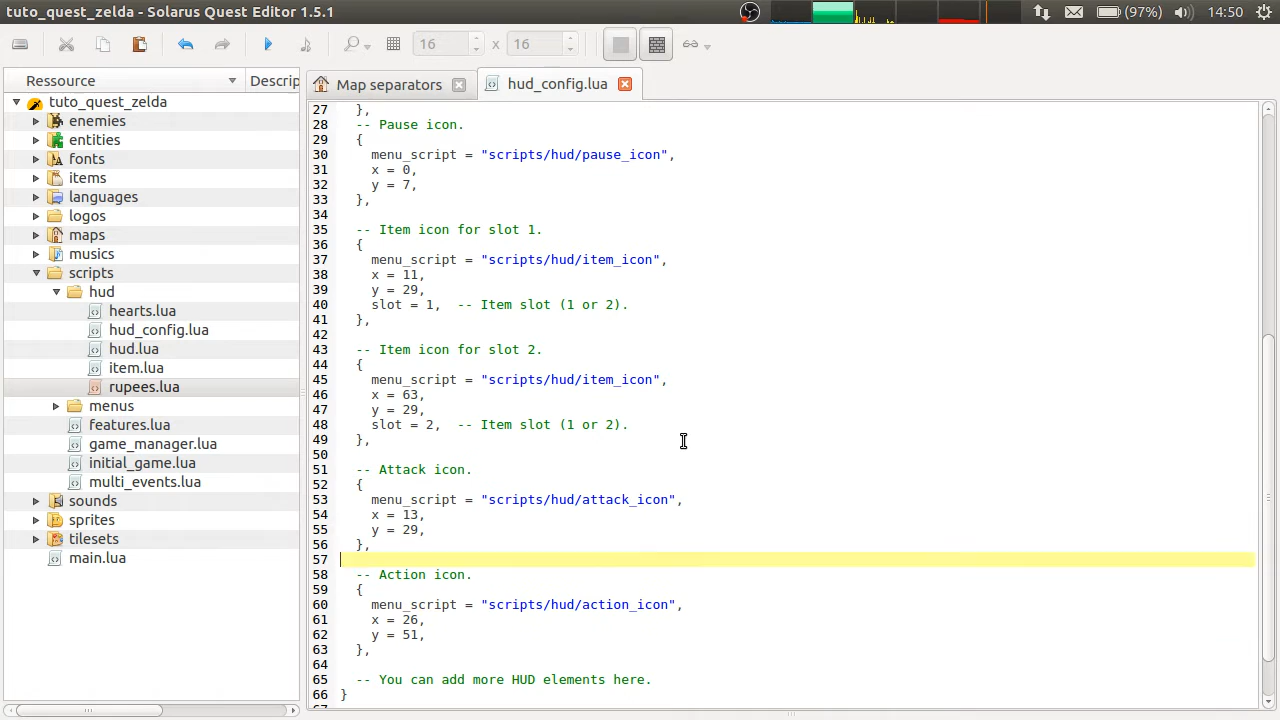 tuto_quest_zelda - Solarus Quest Editor 1.5.1
(97%)
14:50
16
x
16
Ressource
Descrip
Map separators
hud_config.lua
tuto_quest_zelda
enemies
entities
fonts
items
languages
logos
maps
musics
scripts
hud
hearts.lua
hud_config.lua
hud.lua
item.lua
rupees.lua
menus
features.lua
game_manager.lua
initial_game.lua
multi_events.lua
sounds
sprites
tilesets
main.lua
27 },
28 -- Pause icon.
29 {
30 menu_script = "scripts/hud/pause_icon",
31 x = 0,
32 y = 7,
33 },
34
35 -- Item icon for slot 1.
36 {
37 menu_script = "scripts/hud/item_icon",
38 x = 11,
39 y = 29,
40 slot = 1,  -- Item slot (1 or 2).
41 },
42
43 -- Item icon for slot 2.
44 {
45 menu_script = "scripts/hud/item_icon",
46 x = 63,
47 y = 29,
48 slot = 2,  -- Item slot (1 or 2).
49 },
50
51 -- Attack icon.
52 {
53 menu_script = "scripts/hud/attack_icon",
54 x = 13,
55 y = 29,
56 },
57
58 -- Action icon.
59 {
60 menu_script = "scripts/hud/action_icon",
61 x = 26,
62 y = 51,
63 },
64
65 -- You can add more HUD elements here.
66 }